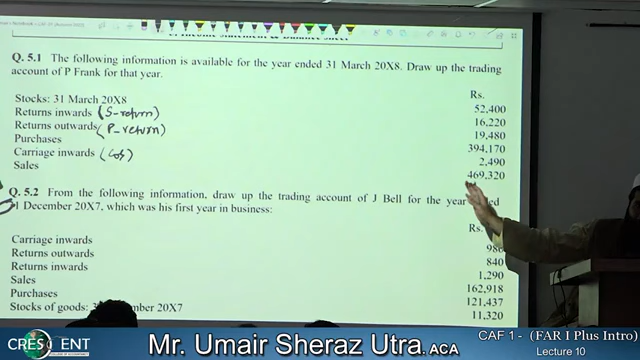 Q. 5.1 The following information is available for the year ended 31 March 20X8. Draw up the trading
account of P Frank for that year.
Rs.
Stocks: 31 March 20X8 52,400
Returns inwards (S-return) 16,220
Returns outwards (P_return) 19,480
Purchases 394,170
Carriage inwards (Cos) 2,490
Sales 469,320
Q. 5.2 From the following information, draw up the trading account of J Bell for the year
1 December 20X7, which was his first year in business:
Rs.
Carriage inwards 980
Returns outwards 840
Returns inwards 1,290
Sales 162,918
Purchases 121,437
Stocks of goods: 20X7 11,320
CRESCENT
COLLEGE OF ACCOUNTANCY
Mr. Umair Sheraz Utra. ACA
CAF 1 - (FAR I Plus Intro)
Lecture 10